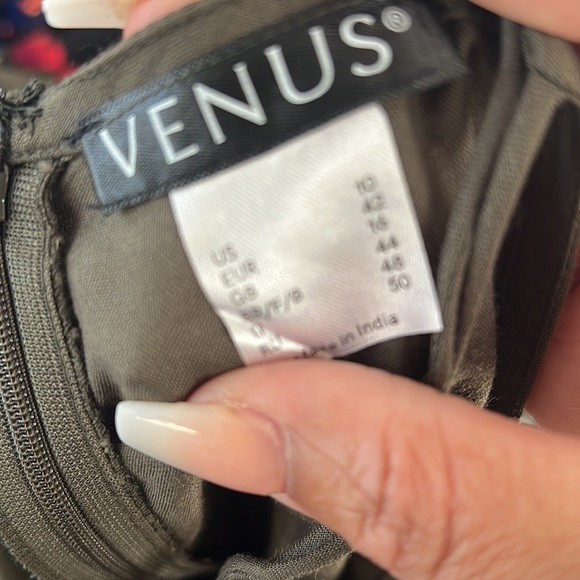 VENUS®
US 10
EUR 42
GB 16
/F/B 44
48
50
in India